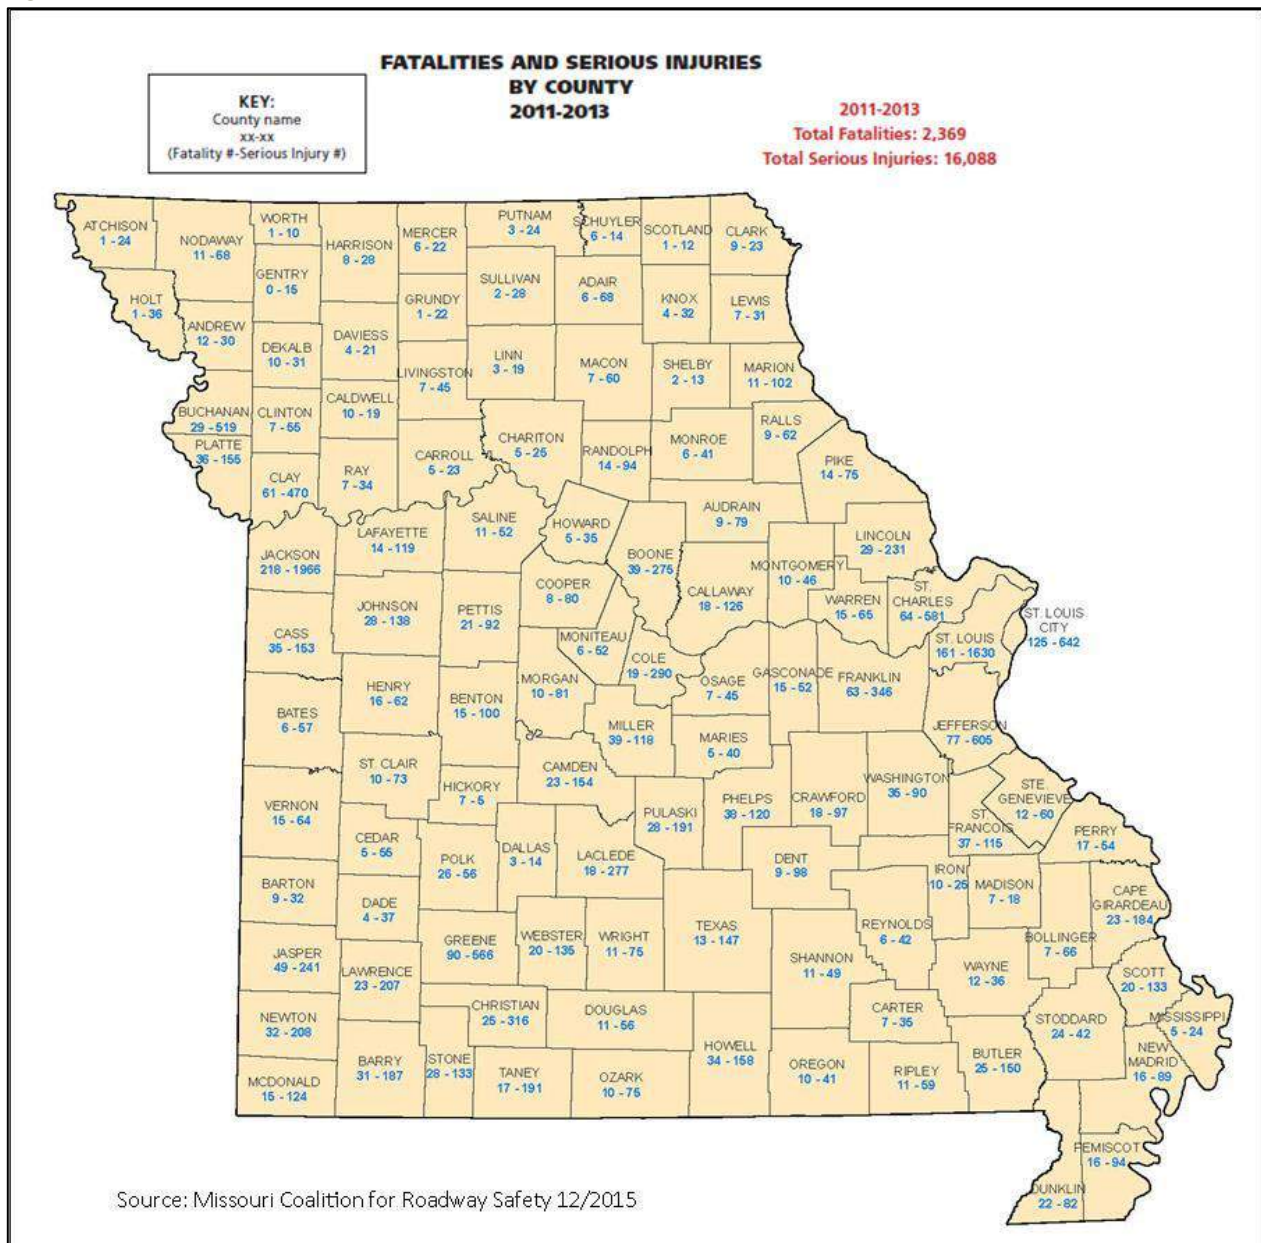 FATALITIES AND SERIOUS INJURIES
BY COUNTY
2011-2013
KEY:
County name
xx-xx
(Fatality #-Serious Injury #)
2011-2013
Total Fatalities: 2,369
Total Serious Injuries: 16,088
ATCHISON
1 - 24
NODAWAY
11 - 68
WORTH
1 - 10
HARRISON
8 - 28
MERCER
6 - 22
PUTNAM
3 - 24
SCHUYLER
6 - 14
SCOTLAND
1 - 12
CLARK
9 - 23
HOLT
1 - 36
GENTRY
0 - 15
GRUNDY
1 - 22
SULLIVAN
2 - 28
ADAIR
6 - 68
KNOX
4 - 32
LEWIS
7 - 31
ANDREW
12 - 30
DEKALB
10 - 31
DAVIESS
4 - 21
LIVINGSTON
7 - 45
LINN
3 - 19
MACON
7 - 60
SHELBY
2 - 13
MARION
11 - 102
BUCHANAN
29 - 519
CLINTON
7 - 55
CALDWELL
10 - 19
CARROLL
5 - 23
CHARITON
5 - 25
RANDOLPH
14 - 94
MONROE
6 - 41
RALLS
9 - 62
PIKE
14 - 75
PLATTE
36 - 155
CLAY
61 - 470
RAY
7 - 34
SALINE
11 - 52
HOWARD
5 - 35
AUDRAIN
9 - 79
LINCOLN
29 - 231
JACKSON
218 - 1966
LAFAYETTE
14 - 119
BOONE
39 - 275
CALLAWAY
18 - 126
MONTGOMERY
10 - 46
WARREN
15 - 65
ST.
CHARLES
64 - 581
CASS
35 - 153
JOHNSON
28 - 138
PETTIS
21 - 92
COOPER
8 - 80
MONITEAU
6 - 52
COLE
19 - 290
OSAGE
7 - 45
GASCONADE
15 - 52
FRANKLIN
63 - 346
ST. LOUIS
161 - 1630
ST. LOUIS
CITY
125 - 642
BATES
6 - 57
HENRY
16 - 62
BENTON
15 - 100
MORGAN
10 - 81
MILLER
39 - 118
MARIES
5 - 40
JEFFERSON
77 - 605
VERNON
15 - 64
ST. CLAIR
10 - 73
HICKORY
7 - 5
CAMDEN
23 - 154
PULASKI
28 - 191
PHELPS
38 - 120
CRAWFORD
18 - 97
WASHINGTON
35 - 90
ST.
FRANCOIS
37 - 115
STE.
GENEVIEVE
12 - 60
PERRY
17 - 54
BARTON
9 - 32
CEDAR
5 - 55
POLK
26 - 56
DALLAS
3 - 14
LACLEDE
18 - 277
DENT
9 - 98
IRON
10 - 25
MADISON
7 - 18
CAPE
GIRARDEAU
23 - 184
JASPER
49 - 241
DADE
4 - 37
GREENE
90 - 566
WEBSTER
20 - 135
WRIGHT
11 - 75
TEXAS
13 - 147
SHANNON
11 - 49
REYNOLDS
6 - 42
WAYNE
12 - 36
BOLLINGER
7 - 66
SCOTT
20 - 133
NEWTON
32 - 208
LAWRENCE
23 - 207
CHRISTIAN
25 - 316
DOUGLAS
11 - 56
HOWELL
34 - 158
CARTER
7 - 35
STODDARD
24 - 42
MISSISSIPPI
5 - 24
MCDONALD
15 - 124
BARRY
31 - 187
STONE
28 - 133
TANEY
17 - 191
OZARK
10 - 75
OREGON
10 - 41
RIPLEY
11 - 59
BUTLER
25 - 150
NEW
MADRID
16 - 89
PEMISCOT
16 - 94
DUNKLIN
22 - 82
Source: Missouri Coalition for Roadway Safety 12/2015